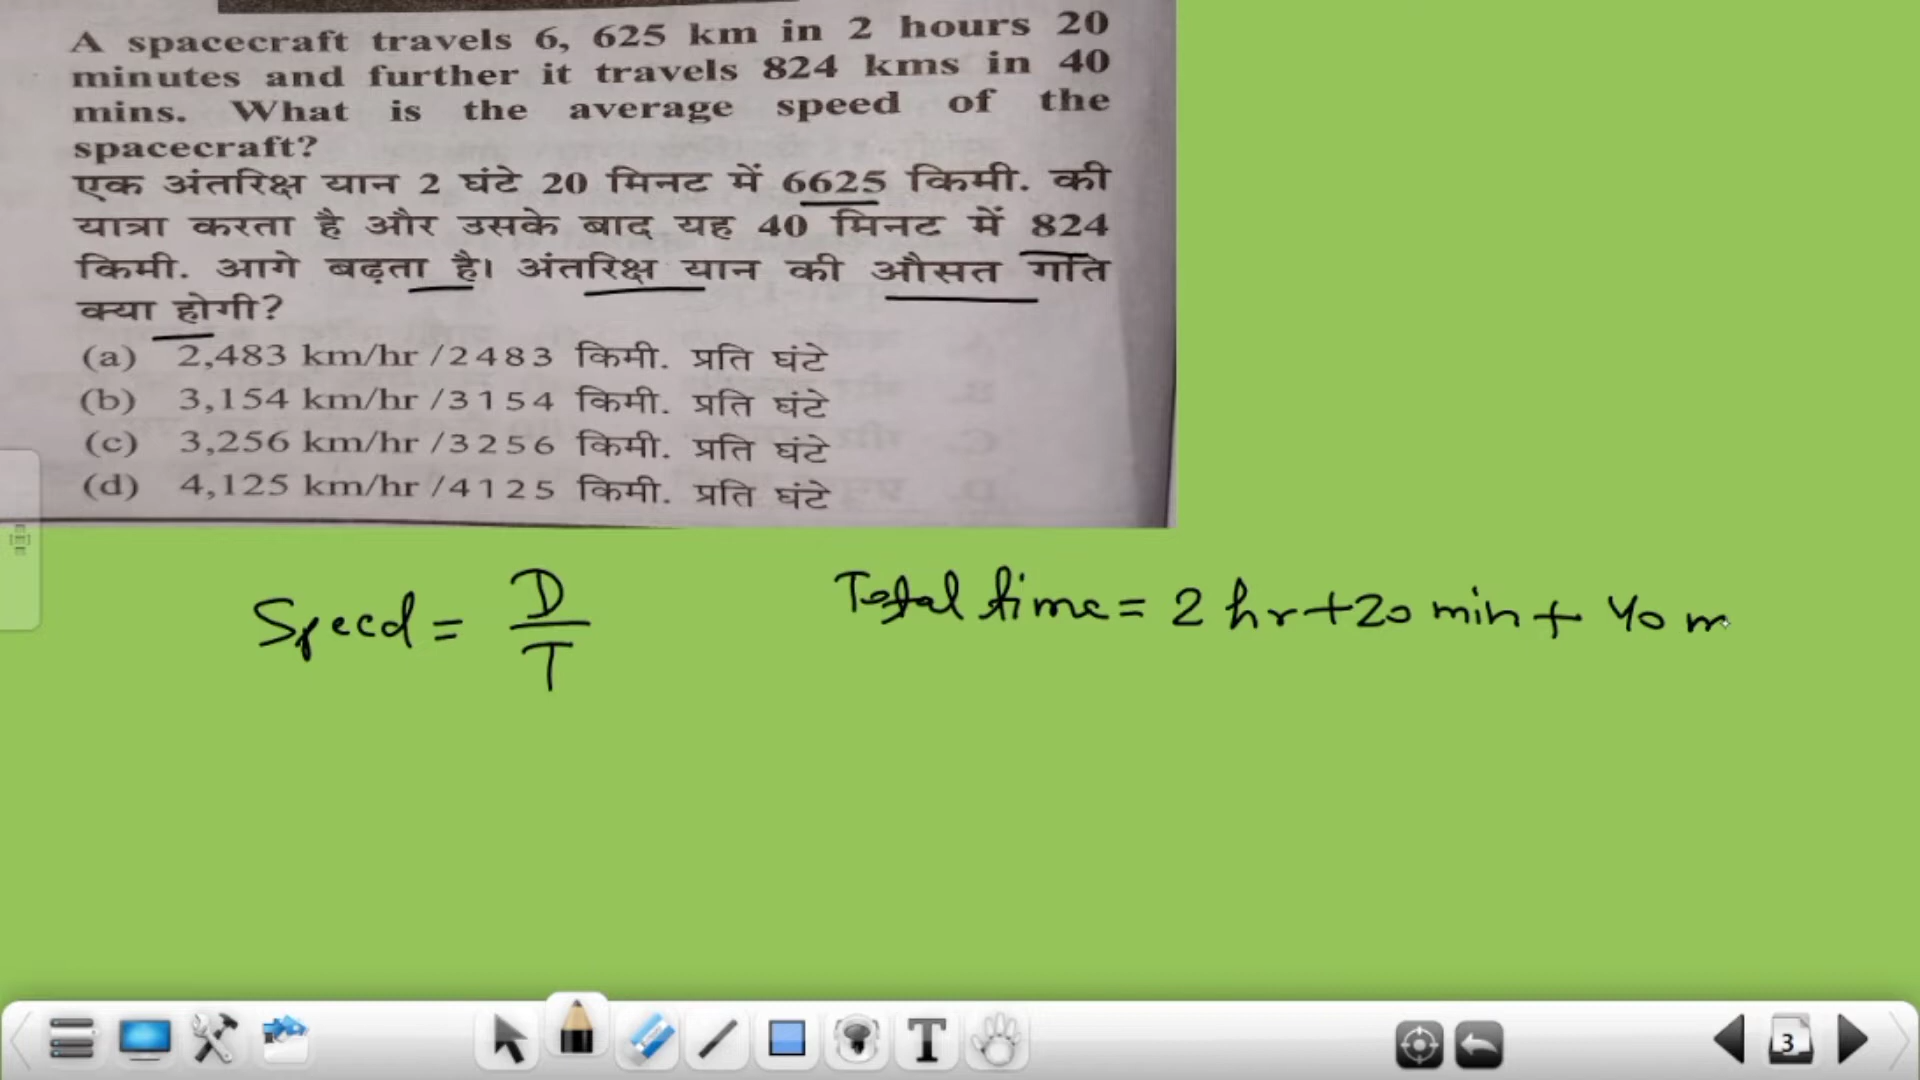 A spacecraft travels 6, 625 km in 2 hours 20
minutes and further it travels 824 kms in 40
mins. What is the average speed of the
spacecraft?
एक अंतरिक्ष यान 2 घंटे 20 मिनट में 6625 किमी. की
यात्रा करता है और उसके बाद यह 40 मिनट में 824
किमी. आगे बढ़ता है। अंतरिक्ष यान की औसत गति
क्या होगी?
(a) 2,483 km/hr /2483 किमी. प्रति घंटे
(b) 3,154 km/hr /3154 किमी. प्रति घंटे
(c) 3,256 km/hr /3256 किमी. प्रति घंटे
(d) 4,125 km/hr /4125 किमी. प्रति घंटे
Speed = D/T
Total time = 2 hr+20 min + 40 m
T
3